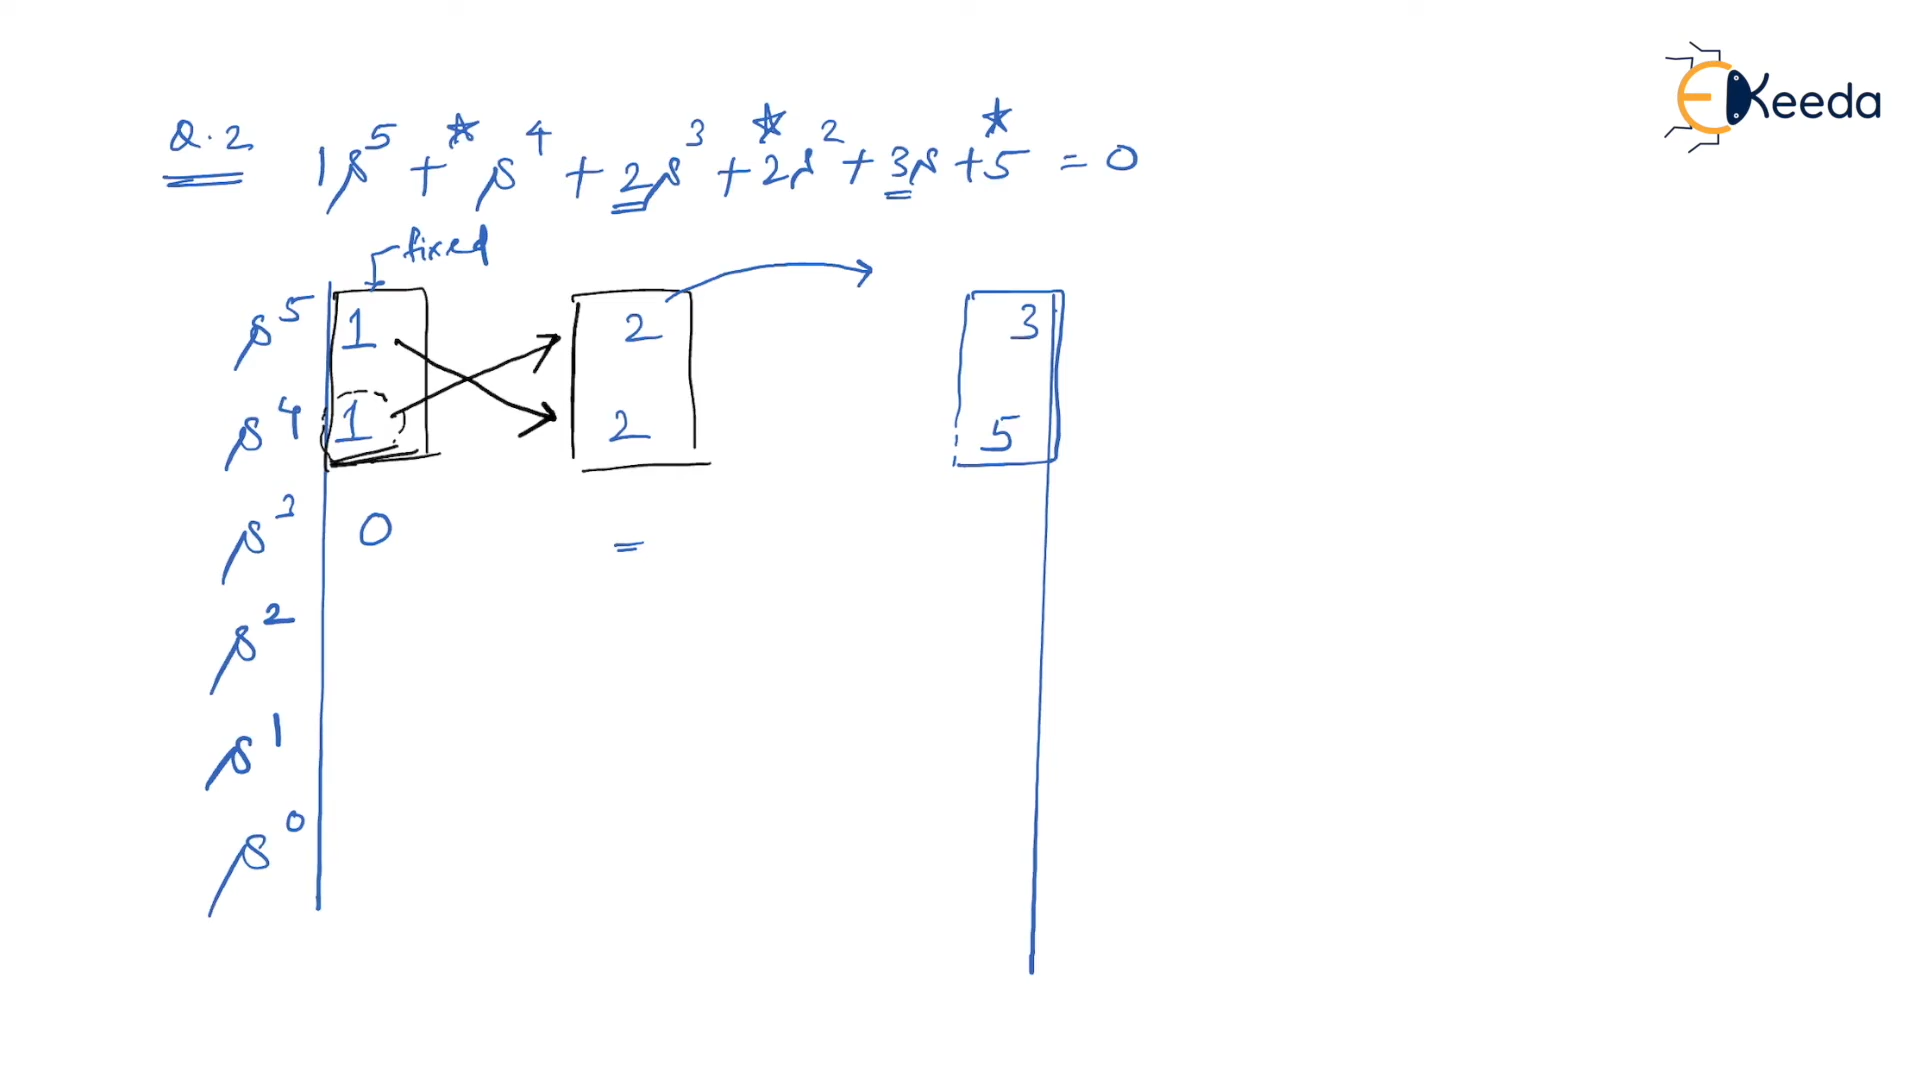 EKeeda
Q.2 1s⁵ + s⁴ + 2s³ + 2s² + 3s + 5 = 0
fixed
s⁵ 1 2 3
s⁴ 1 2 5
s³ 0 =
s²
s¹
s⁰